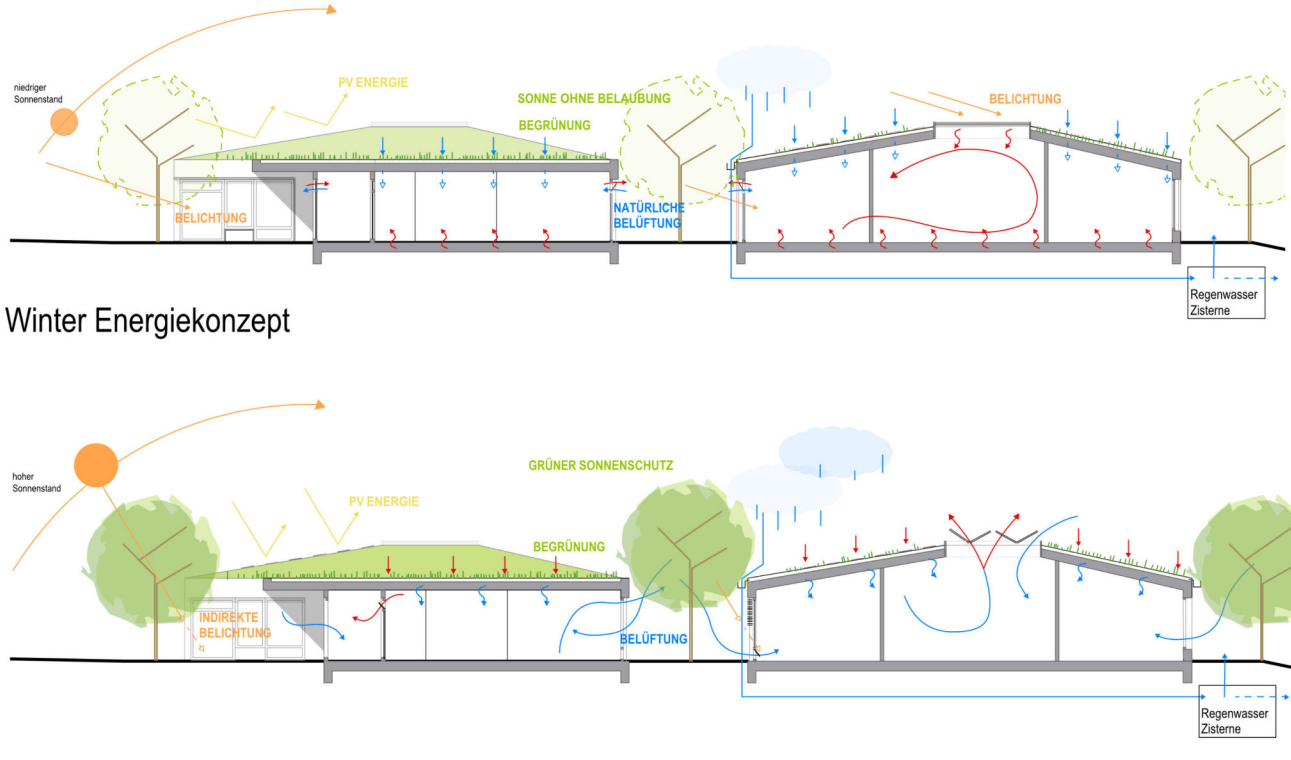 niedriger
Sonnenstand
PV ENERGIE
SONNE OHNE BELAUBUNG
BEGRÜNUNG
BELICHTUNG
BELICHTUNG
NATÜRLICHE
BELÜFTUNG
Regenwasser
Zisterne
Winter Energiekonzept
hoher
Sonnenstand
GRÜNER SONNENSCHUTZ
PV ENERGIE
BEGRÜNUNG
INDIREKTE
BELICHTUNG
BELÜFTUNG
Regenwasser
Zisterne